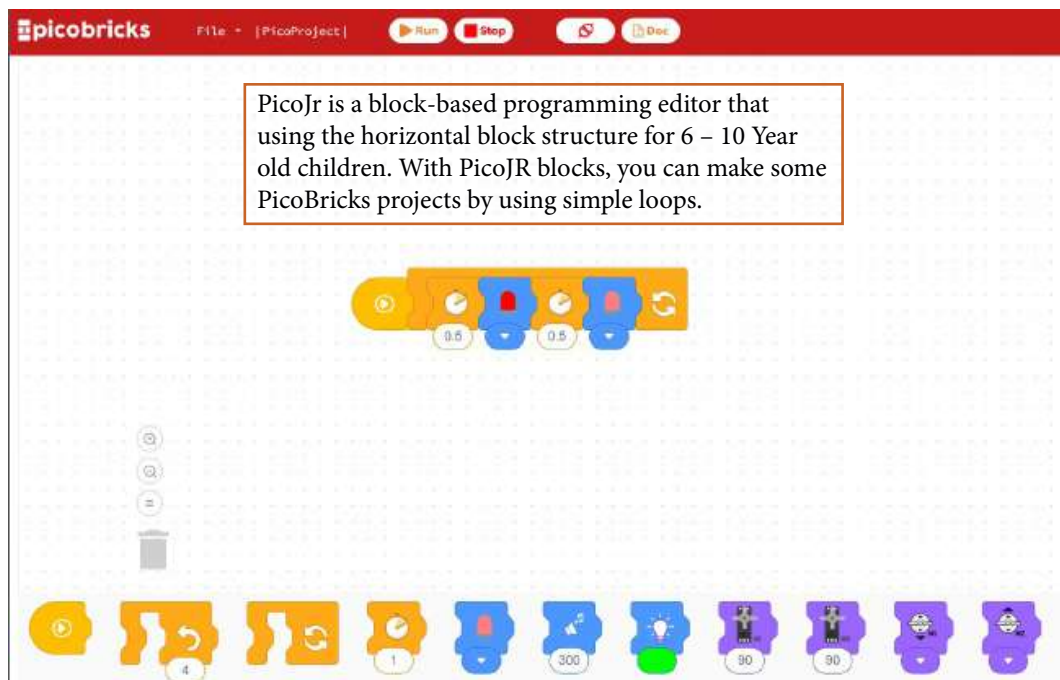 picobricks
File
|PicoProject|
Run
Stop
Doc
PicoJr is a block-based programming editor that
using the horizontal block structure for 6 – 10 Year
old children. With PicoJR blocks, you can make some
PicoBricks projects by using simple loops.
0.5
0.5
4
1
300
90
90